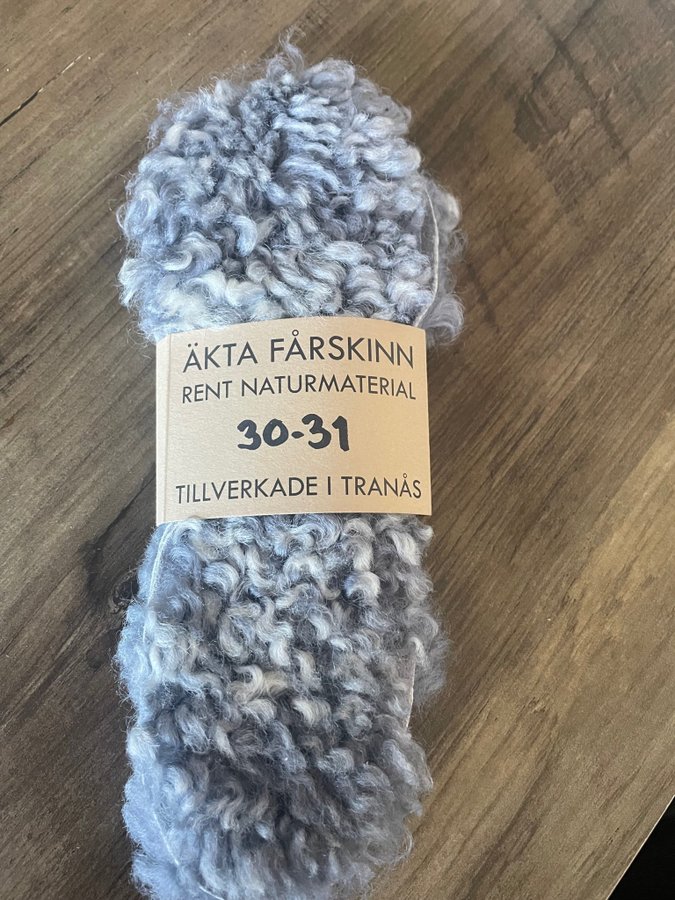 ÄKTA FÅRSKINN
RENT NATURMATERIAL
30-31
TILLVERKADE I TRANÅS